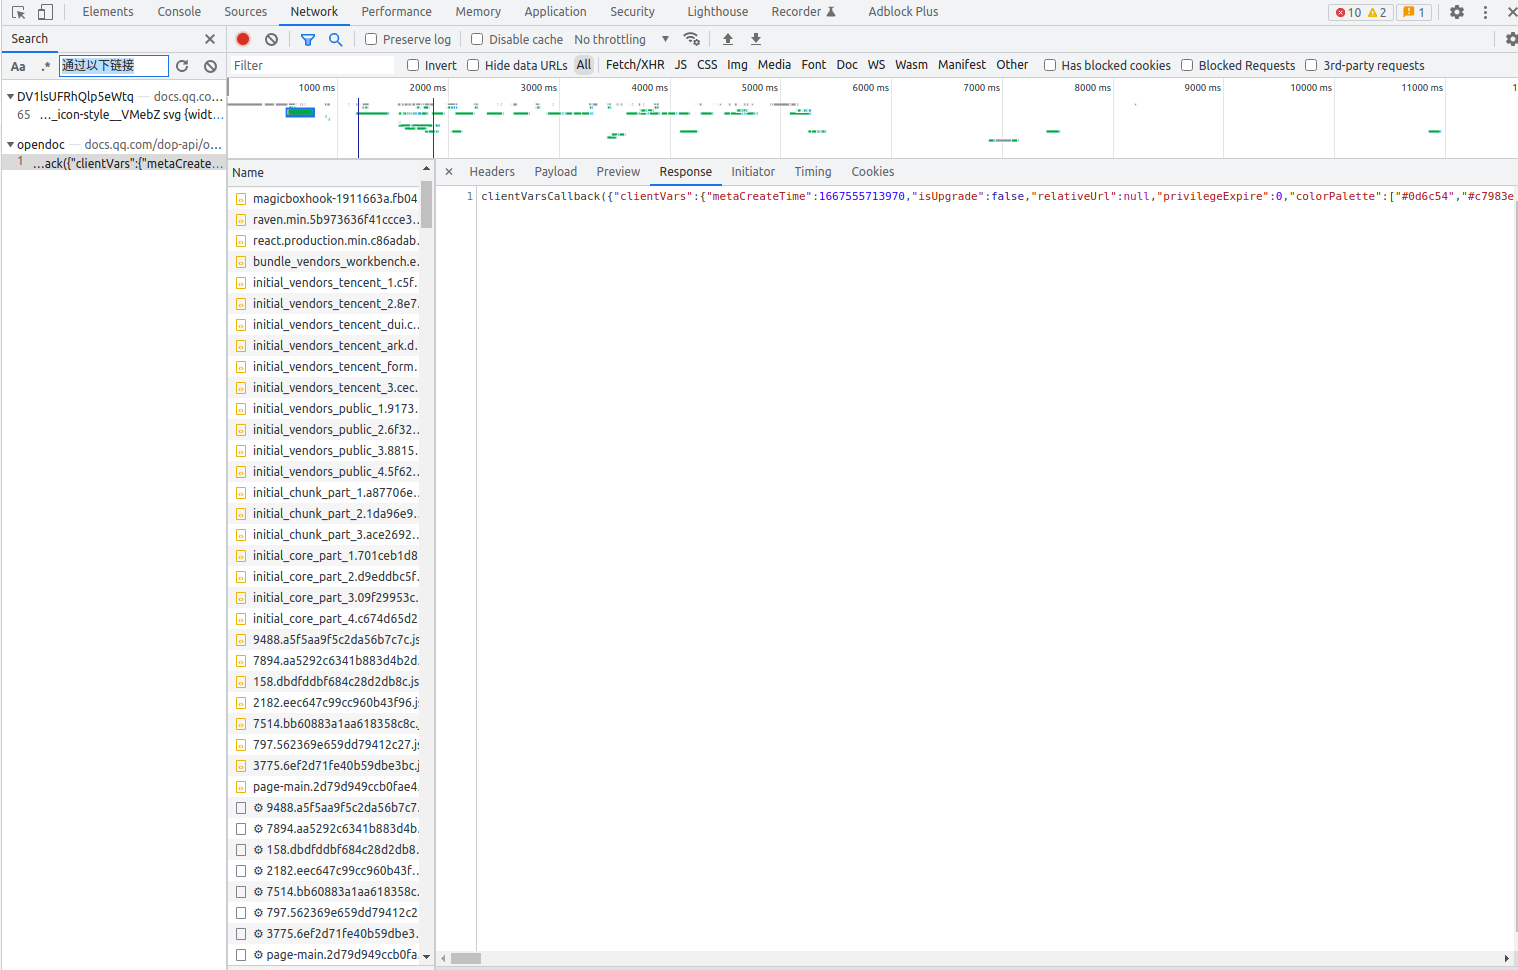 Elements Console Sources Network Performance Memory Application Security Lighthouse Recorder Adblock Plus 10 2 1
Search
Preserve log Disable cache No throttling
Aa .* 通过以下链接
Filter Invert Hide data URLs All Fetch/XHR JS CSS Img Media Font Doc WS Wasm Manifest Other Has blocked cookies Blocked Requests 3rd-party requests
1000 ms 2000 ms 3000 ms 4000 ms 5000 ms 6000 ms 7000 ms 8000 ms 9000 ms 10000 ms 11000 ms 1
DV1lsUFRhQlp5eWtq — docs.qq.co…
65 …_icon-style__VMebZ svg {widt…
opendoc — docs.qq.com/dop-api/o…
1 …ack({"clientVars":{"metaCreate…
Name
Headers Payload Preview Response Initiator Timing Cookies
1 clientVarsCallback({"clientVars":{"metaCreateTime":1667555713970,"isUpgrade":false,"relativeUrl":null,"privilegeExpire":0,"colorPalette":["#0d6c54","#c7983e
magicboxhook-1911663a.fb04
raven.min.5b973636f41ccce3…
react.production.min.c86adab…
bundle_vendors_workbench.e…
initial_vendors_tencent_1.c5f…
initial_vendors_tencent_2.8e7…
initial_vendors_tencent_dui.c…
initial_vendors_tencent_ark.d…
initial_vendors_tencent_form…
initial_vendors_tencent_3.cec…
initial_vendors_public_1.9173…
initial_vendors_public_2.6f32…
initial_vendors_public_3.8815…
initial_vendors_public_4.5f62…
initial_chunk_part_1.a87706e…
initial_chunk_part_2.1da96e9…
initial_chunk_part_3.ace2692…
initial_core_part_1.701ceb1d8
initial_core_part_2.d9eddbc5f…
initial_core_part_3.09f29953c…
initial_core_part_4.c674d65d2
9488.a5f5aa9f5c2da56b7c7c.js
7894.aa5292c6341b883d4b2d…
158.dbdfddbf684c28d2db8c.js
2182.eec647c99cc960b43f96.js
7514.bb60883a1aa618358c8c.j
797.562369e659dd79412c27.js
3775.6ef2d71fe40b59dbe3bc.j
page-main.2d79d949ccb0fae4…
9488.a5f5aa9f5c2da56b7c7…
7894.aa5292c6341b883d4b…
158.dbdfddbf684c28d2db8…
2182.eec647c99cc960b43f…
7514.bb60883a1aa618358c…
797.562369e659dd79412c2
3775.6ef2d71fe40b59dbe3…
page-main.2d79d949ccb0fa…